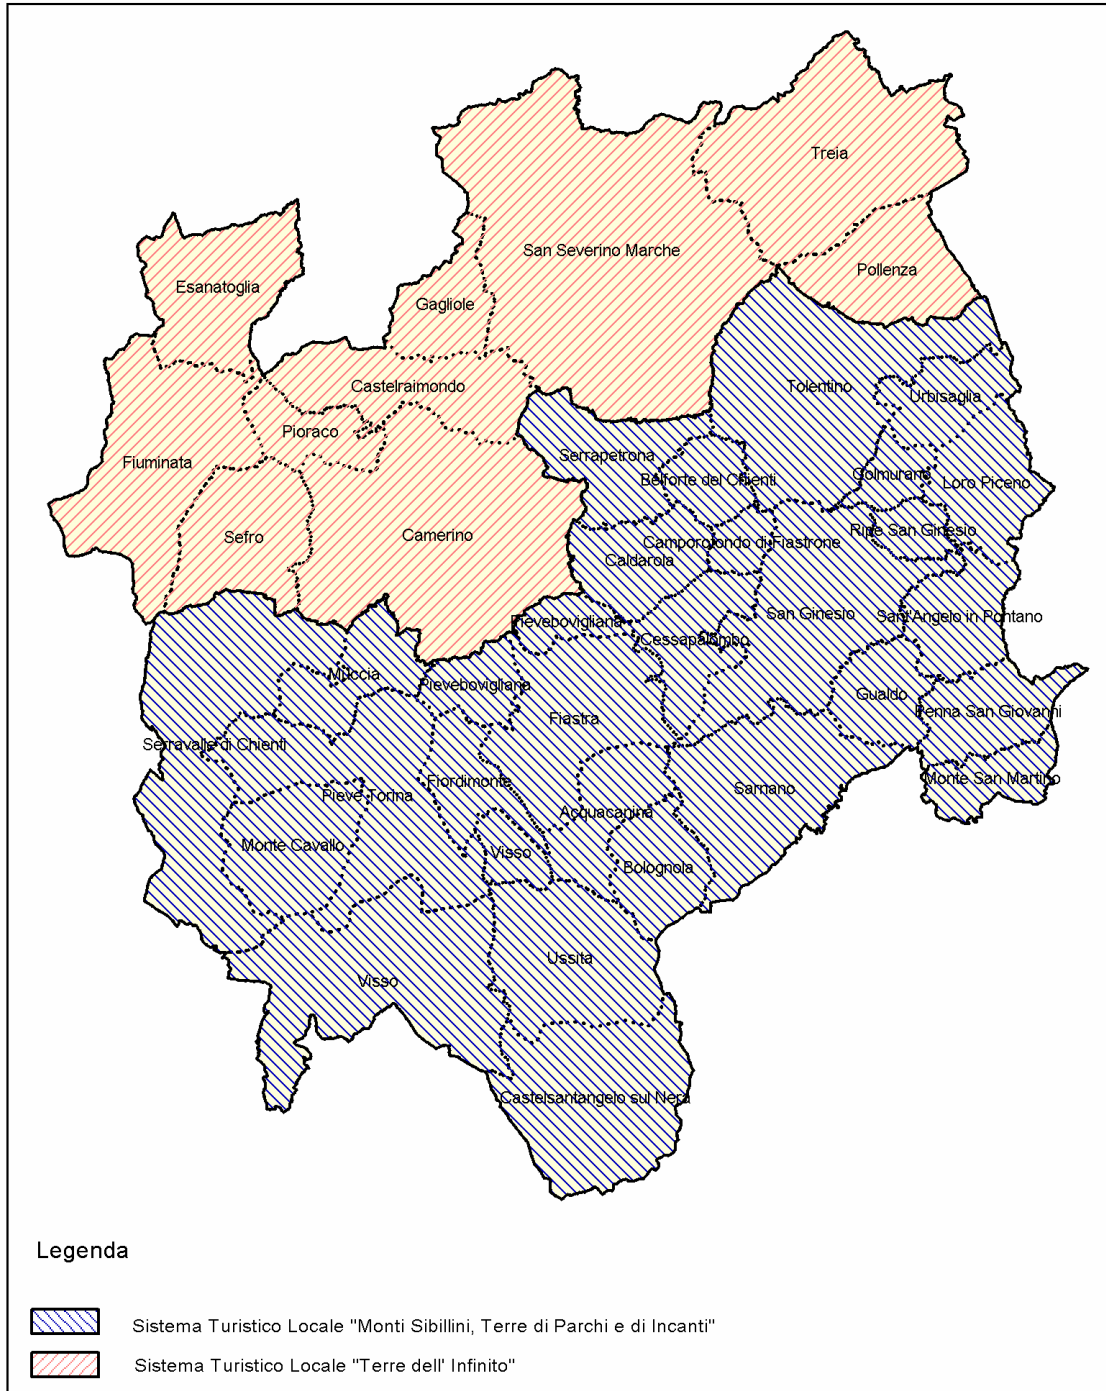 Treia
San Severino Marche
Pollenza
Esanatoglia
Gagliole
Castelraimondo
Tolentino
Urbisaglia
Pioraco
Fiuminata
Serrapetrona
Belforte del Chienti
Colmurano
Loro Piceno
Sefro
Camerino
Camporotondo di Fiastrone
Ripe San Ginesio
Caldarola
Pievebovigliana
San Ginesio
Sant'Angelo in Pontano
Cessapalombo
Muccia
Pievebovigliana
Gualdo
Fiastra
Penna San Giovanni
Serravalle di Chienti
Fiordimonte
Monte San Martino
Pieve Torina
Sarnano
Acquacanina
Monte Cavallo
Visso
Bolognola
Ussita
Visso
Castelsantangelo sul Nera
Legenda
Sistema Turistico Locale "Monti Sibillini, Terre di Parchi e di Incanti"
Sistema Turistico Locale "Terre dell' Infinito"